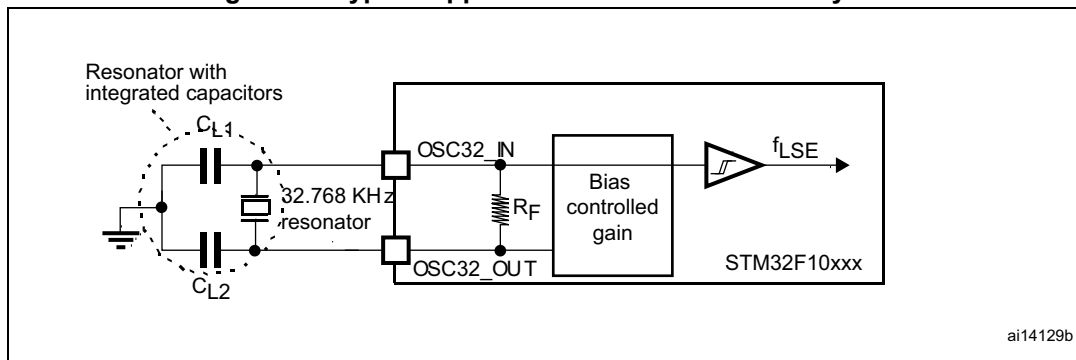 Resonator with
integrated capacitors
CL1
OSC32_IN
fLSE
32.768 KHz
resonator
RF
Bias
controlled
gain
OSC32_OUT
STM32F10xxx
CL2
ai14129b